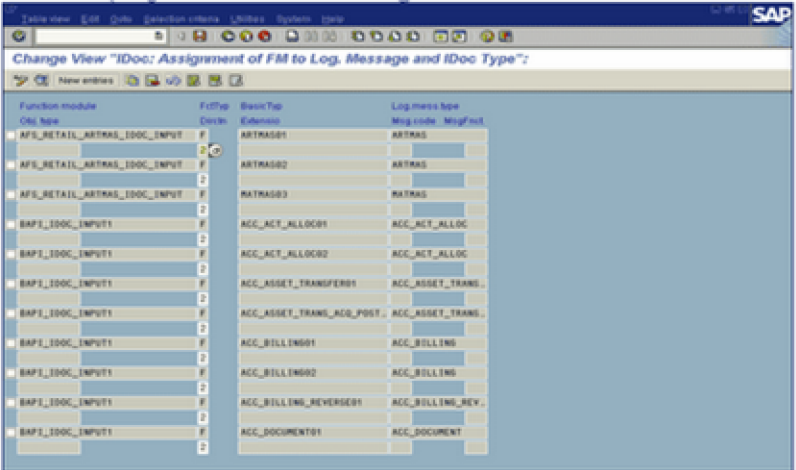 Table view Edit Goto Selection criteria Utilities System Help
SAP
Change View "IDoc: Assignment of FM to Log. Message and IDoc Type":
New entries
Function module FctTyp BasicTyp Log.mess.type
Obj. type Dirctn Extensio Msg.code MsgFnct.
AFS_RETAIL_ARTMAS_IDOC_INPUT F ARTMAS01 ARTMAS
2
AFS_RETAIL_ARTMAS_IDOC_INPUT F ARTMAS02 ARTMAS
2
AFS_RETAIL_ARTMAS_IDOC_INPUT F MATMAS03 MATMAS
2
BAPI_IDOC_INPUT1 F ACC_ACT_ALLOC01 ACC_ACT_ALLOC
2
BAPI_IDOC_INPUT1 F ACC_ACT_ALLOC02 ACC_ACT_ALLOC
2
BAPI_IDOC_INPUT1 F ACC_ASSET_TRANSFER01 ACC_ASSET_TRANS.
2
BAPI_IDOC_INPUT1 F ACC_ASSET_TRANS_ACQ_POST. ACC_ASSET_TRANS.
2
BAPI_IDOC_INPUT1 F ACC_BILLING01 ACC_BILLING
2
BAPI_IDOC_INPUT1 F ACC_BILLING02 ACC_BILLING
2
BAPI_IDOC_INPUT1 F ACC_BILLING_REVERSE01 ACC_BILLING_REV.
2
BAPI_IDOC_INPUT1 F ACC_DOCUMENT01 ACC_DOCUMENT
2